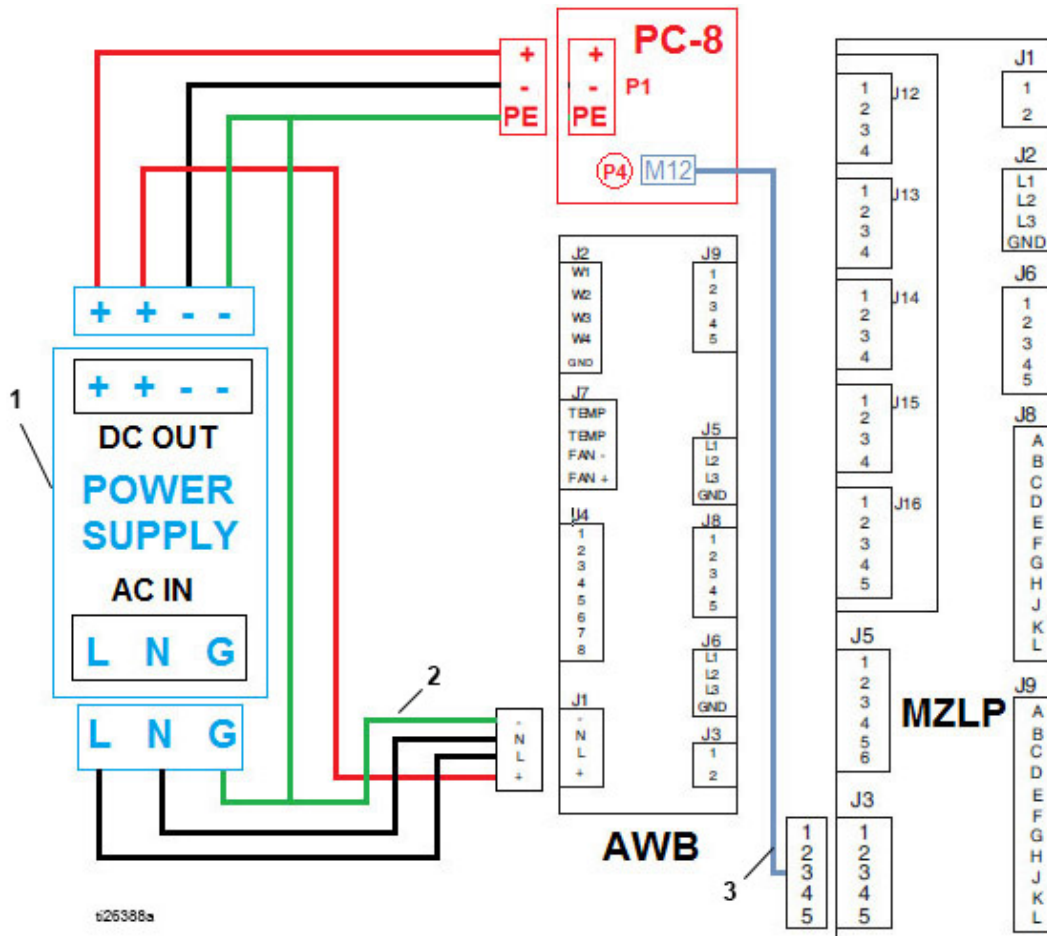 +
-
PE
PC-8
+
-
PE
P1
P4
M12
+ + - -
1
+ + - -
DC OUT
POWER
SUPPLY
AC IN
L N G
L N G
2
-
N
L
+
J2
W1
W2
W3
W4
GND
J7
TEMP
TEMP
FAN -
FAN +
J4
1
2
3
4
5
6
7
8
J1
-
N
L
+
J9
1
2
3
4
5
J5
L1
L2
L3
GND
J8
1
2
3
4
5
J6
L1
L2
L3
GND
J3
1
2
AWB
3
J12
1
2
3
4
J13
1
2
3
4
J14
1
2
3
4
J15
1
2
3
4
J16
1
2
3
4
5
J5
1
2
3
4
5
6
MZLP
J3
1
2
3
4
5
1
2
3
4
5
J1
1
2
J2
L1
L2
L3
GND
J6
1
2
3
4
5
J8
A
B
C
D
E
F
G
H
J
K
L
J9
A
B
C
D
E
F
G
H
J
K
L
ti26388a